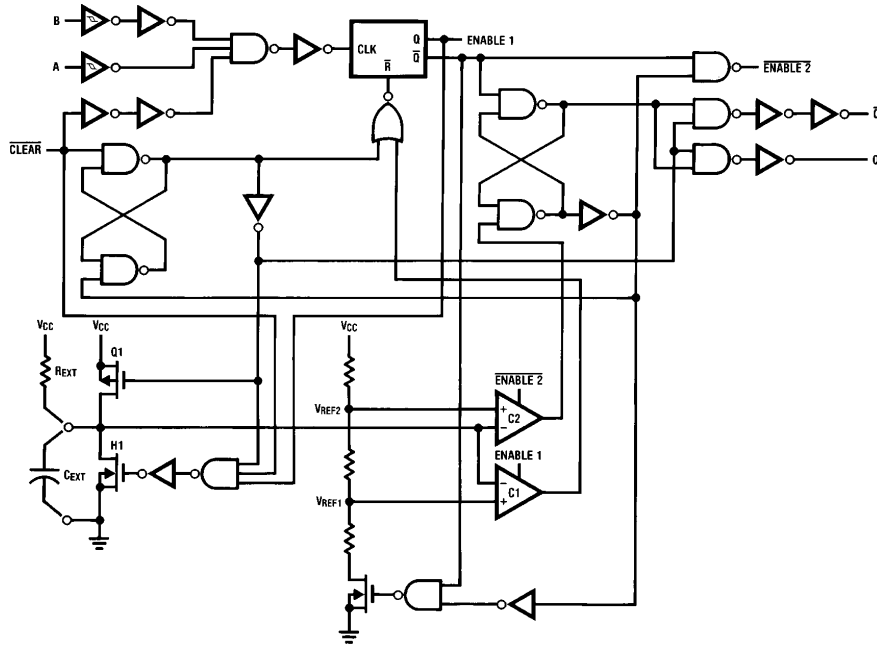 B
A
CLEAR
CLK
Q
Q
R
ENABLE 1
ENABLE 2
Q
Q
VCC
VCC
VCC
REXT
Q1
CEXT
H1
VREF2
VREF1
ENABLE 2
+
C2
−
ENABLE 1
−
C1
+